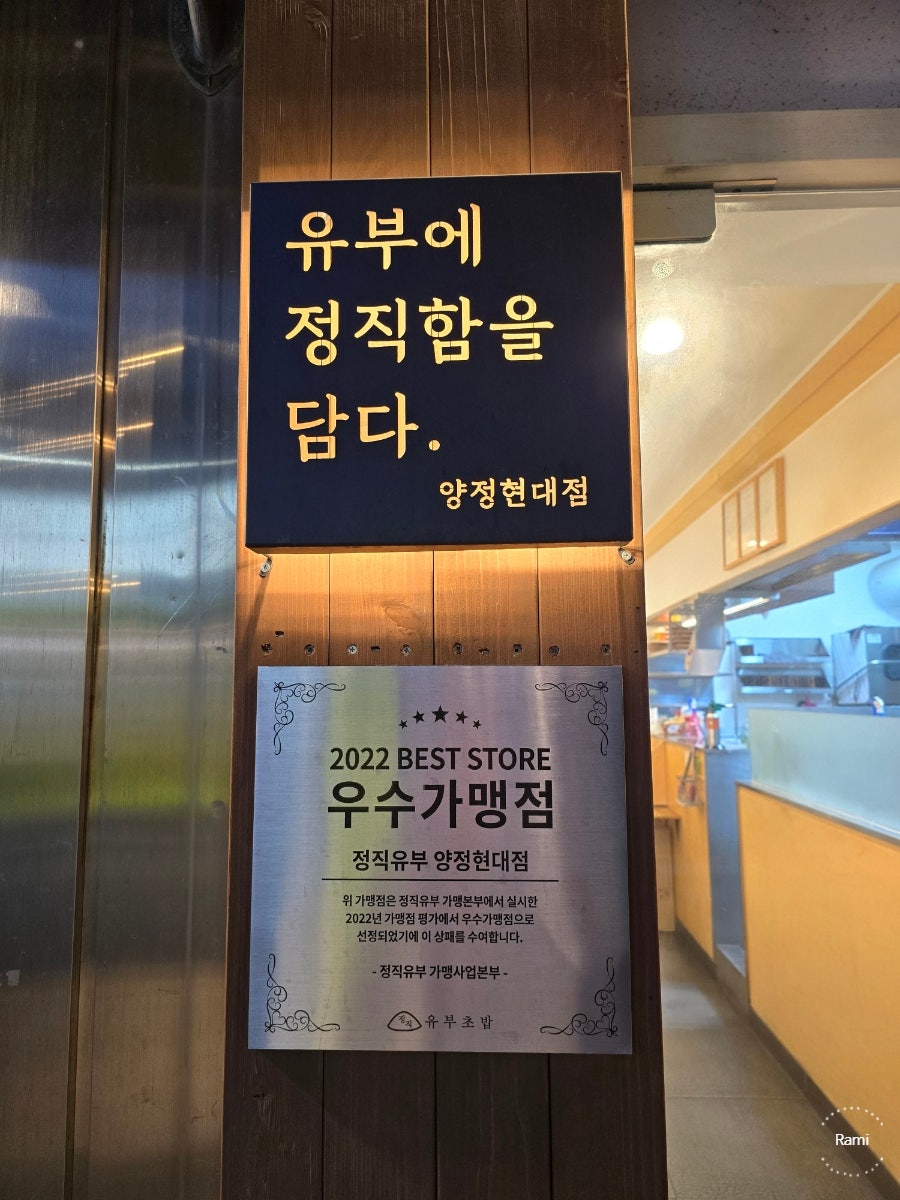 유부에
정직함을
담다.
양정현대점
2022 BEST STORE
우수가맹점
정직유부 양정현대점
위 가맹점은 정직유부 가맹본부에서 실시한
2022년 가맹점 평가에서 우수가맹점으로
선정되었기에 이 상패를 수여합니다.
- 정직유부 가맹사업본부 -
정직 유부초밥
Rami